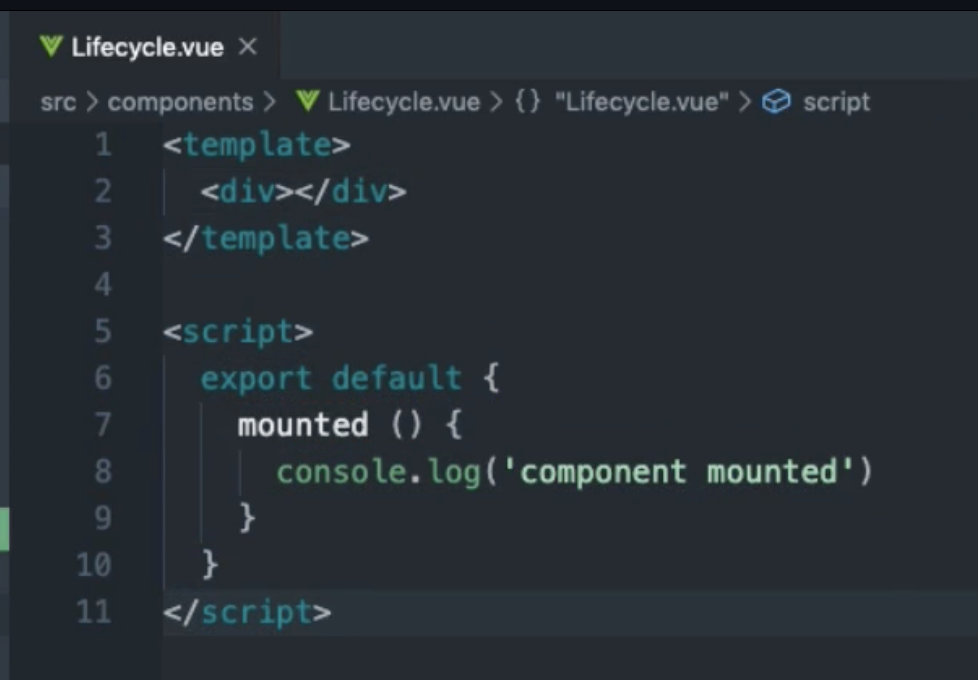 Lifecycle.vue ×
src > components > Lifecycle.vue > {} "Lifecycle.vue" > script
1 <template>
2   <div></div>
3 </template>
4
5 <script>
6   export default {
7     mounted () {
8       console.log('component mounted')
9     }
10   }
11 </script>